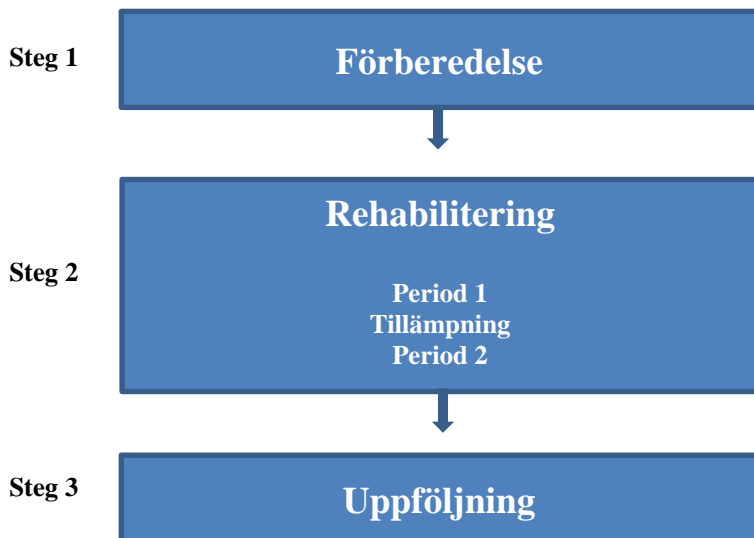 Steg 1
Förberedelse
Steg 2
Rehabilitering
Period 1
Tillämpning
Period 2
Steg 3
Uppföljning